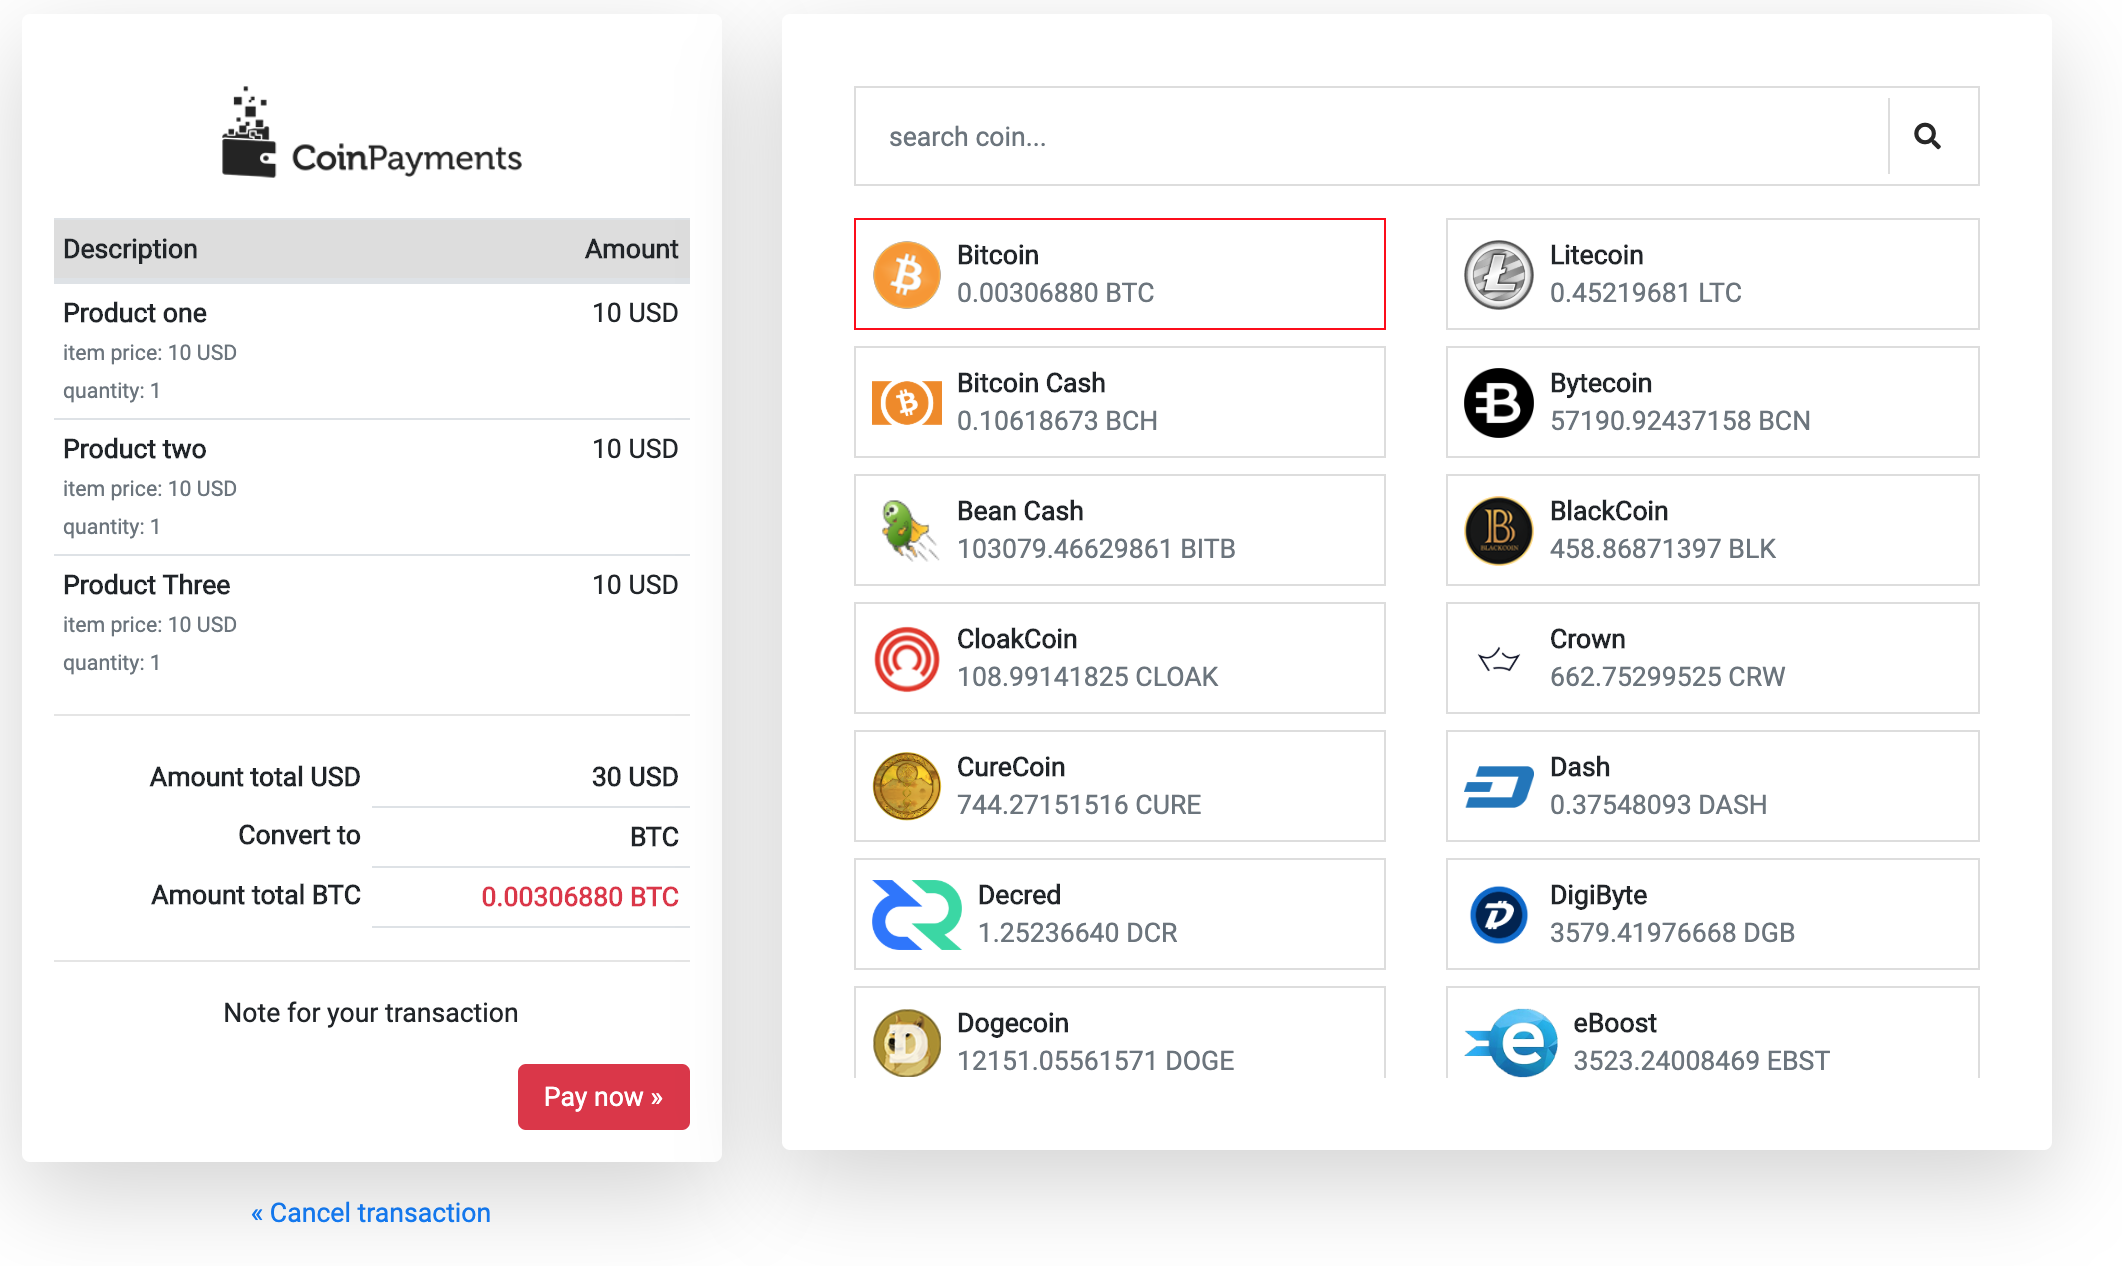 CoinPayments
Description Amount
Product one 10 USD
item price: 10 USD
quantity: 1
Product two 10 USD
item price: 10 USD
quantity: 1
Product Three 10 USD
item price: 10 USD
quantity: 1
Amount total USD 30 USD
Convert to BTC
Amount total BTC 0.00306880 BTC
Note for your transaction
Pay now »
« Cancel transaction
search coin...
Bitcoin
0.00306880 BTC
Litecoin
0.45219681 LTC
Bitcoin Cash
0.10618673 BCH
Bytecoin
57190.92437158 BCN
Bean Cash
103079.46629861 BITB
BLACKCOIN
BlackCoin
458.86871397 BLK
CloakCoin
108.99141825 CLOAK
Crown
662.75299525 CRW
CureCoin
744.27151516 CURE
Dash
0.37548093 DASH
Decred
1.25236640 DCR
DigiByte
3579.41976668 DGB
Dogecoin
12151.05561571 DOGE
eBoost
3523.24008469 EBST